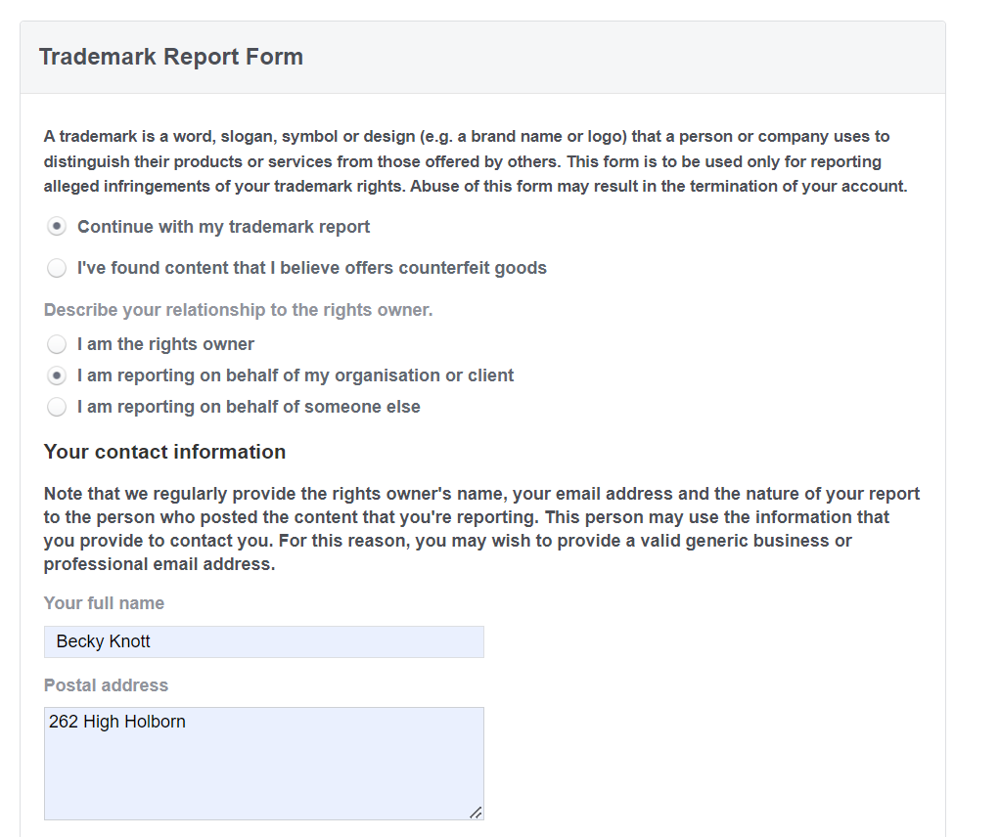 Trademark Report Form
A trademark is a word, slogan, symbol or design (e.g. a brand name or logo) that a person or company uses to
distinguish their products or services from those offered by others. This form is to be used only for reporting
alleged infringements of your trademark rights. Abuse of this form may result in the termination of your account.
Continue with my trademark report
I've found content that I believe offers counterfeit goods
Describe your relationship to the rights owner.
I am the rights owner
I am reporting on behalf of my organisation or client
I am reporting on behalf of someone else
Your contact information
Note that we regularly provide the rights owner's name, your email address and the nature of your report
to the person who posted the content that you're reporting. This person may use the information that
you provide to contact you. For this reason, you may wish to provide a valid generic business or
professional email address.
Your full name
Becky Knott
Postal address
262 High Holborn